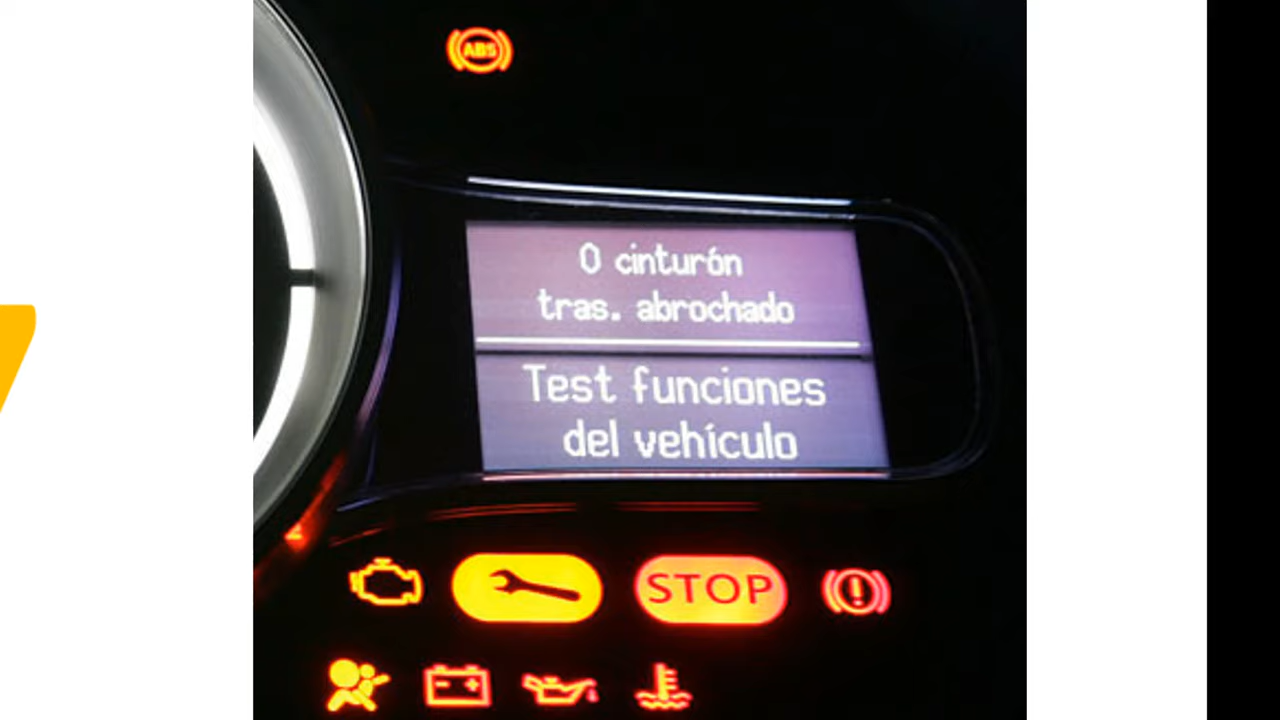 ABS
0 cinturón
tras. abrochado
Test funciones
del vehículo
STOP